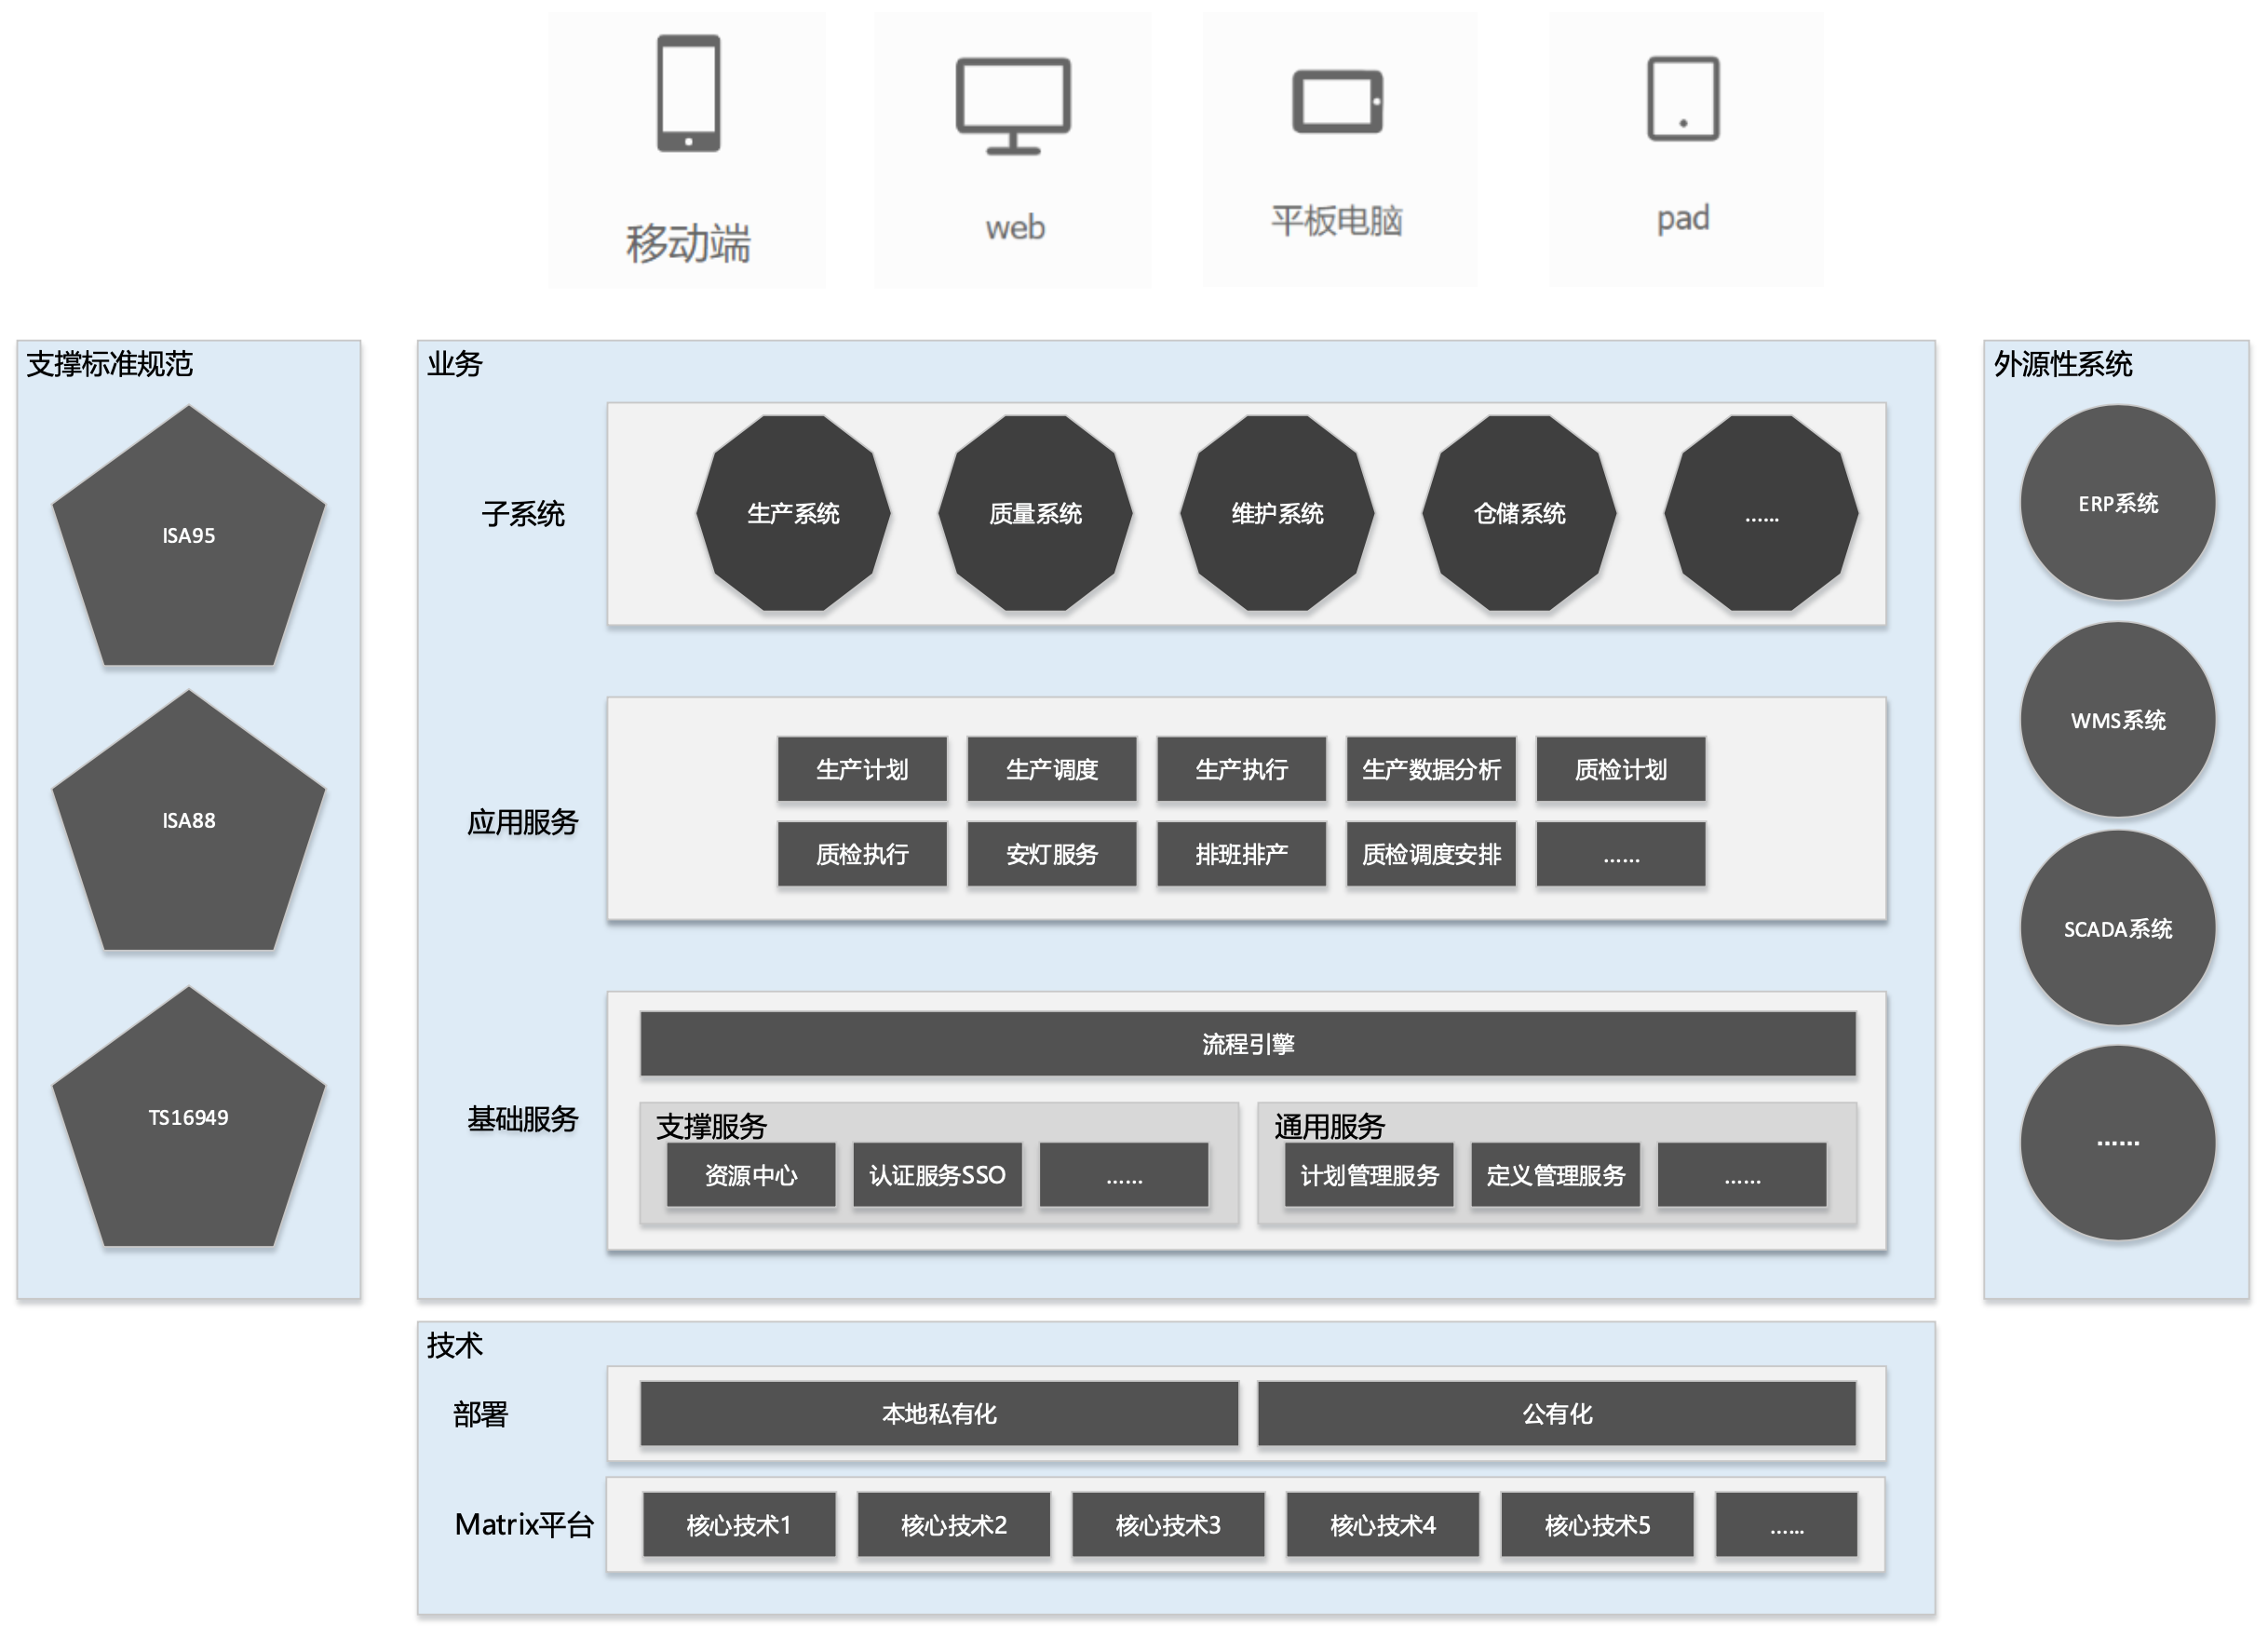 移动端
web
平板电脑
pad
支撑标准规范
ISA95
ISA88
TS16949
业务
子系统
生产系统
质量系统
维护系统
仓储系统
......
应用服务
生产计划
生产调度
生产执行
生产数据分析
质检计划
质检执行
安灯服务
排班排产
质检调度安排
......
基础服务
流程引擎
支撑服务
资源中心
认证服务SSO
......
通用服务
计划管理服务
定义管理服务
......
外源性系统
ERP系统
WMS系统
SCADA系统
......
技术
部署
本地私有化
公有化
Matrix平台
核心技术1
核心技术2
核心技术3
核心技术4
核心技术5
......